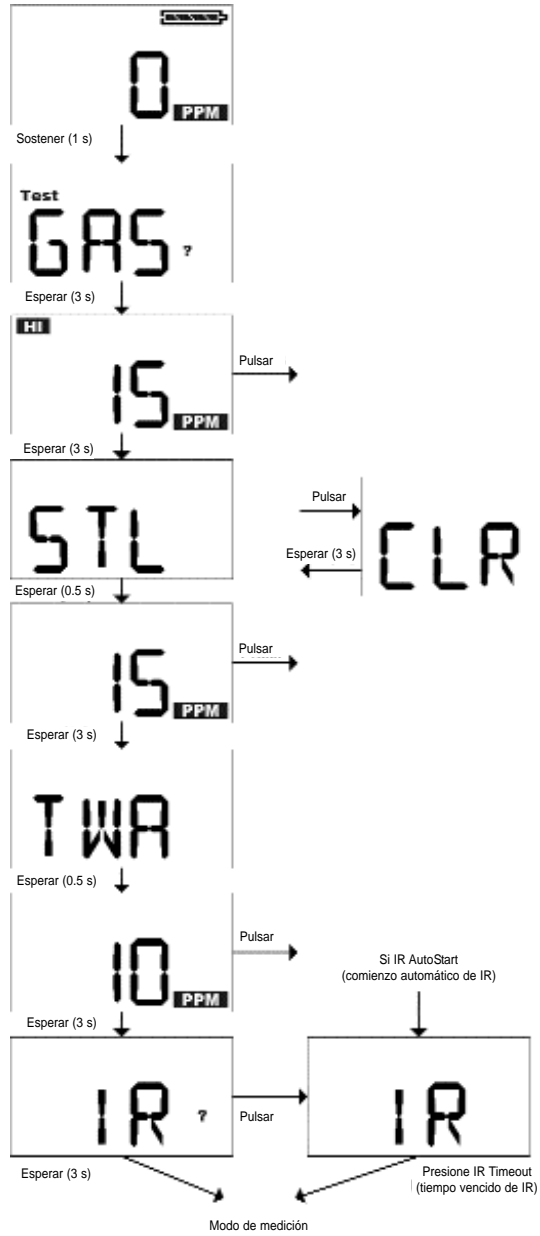 0 PPM
Sostener (1 s)
Test
GAS ?
Esperar (3 s)
HI
15 PPM
Pulsar
Esperar (3 s)
STL
Pulsar
Esperar (3 s)
CLR
Esperar (0.5 s)
15 PPM
Pulsar
Esperar (3 s)
TWA
Esperar (0.5 s)
10 PPM
Pulsar
Si IR AutoStart
(comienzo automático de IR)
Esperar (3 s)
IR ?
Pulsar
IR
Esperar (3 s)
Presione IR Timeout
(tiempo vencido de IR)
Modo de medición